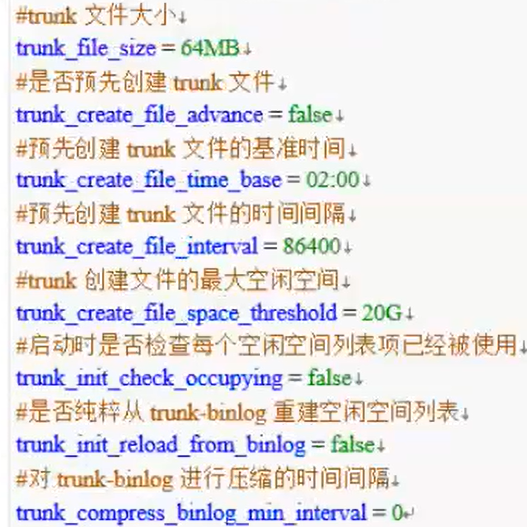 #trunk 文件大小↓
trunk_file_size = 64MB↓
#是否预先创建 trunk 文件↓
trunk_create_file_advance = false↓
#预先创建 trunk 文件的基准时间↓
trunk_create_file_time_base = 02:00↓
#预先创建 trunk 文件的时间间隔↓
trunk_create_file_interval = 86400↓
#trunk 创建文件的最大空闲空间↓
trunk_create_file_space_threshold = 20G↓
#启动时是否检查每个空闲空间列表项已经被使用↓
trunk_init_check_occupying = false↓
#是否纯粹从 trunk-binlog 重建空闲空间列表↓
trunk_init_reload_from_binlog = false↓
#对 trunk-binlog 进行压缩的时间间隔↓
trunk_compress_binlog_min_interval = 0↵